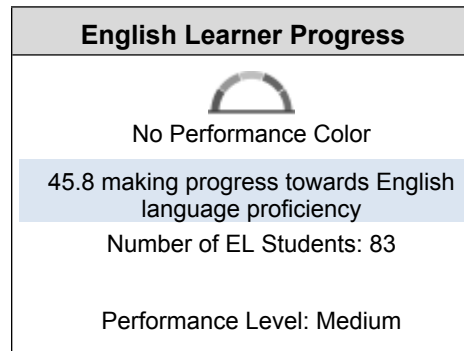 English Learner Progress
No Performance Color
45.8 making progress towards English
language proficiency
Number of EL Students: 83
Performance Level: Medium